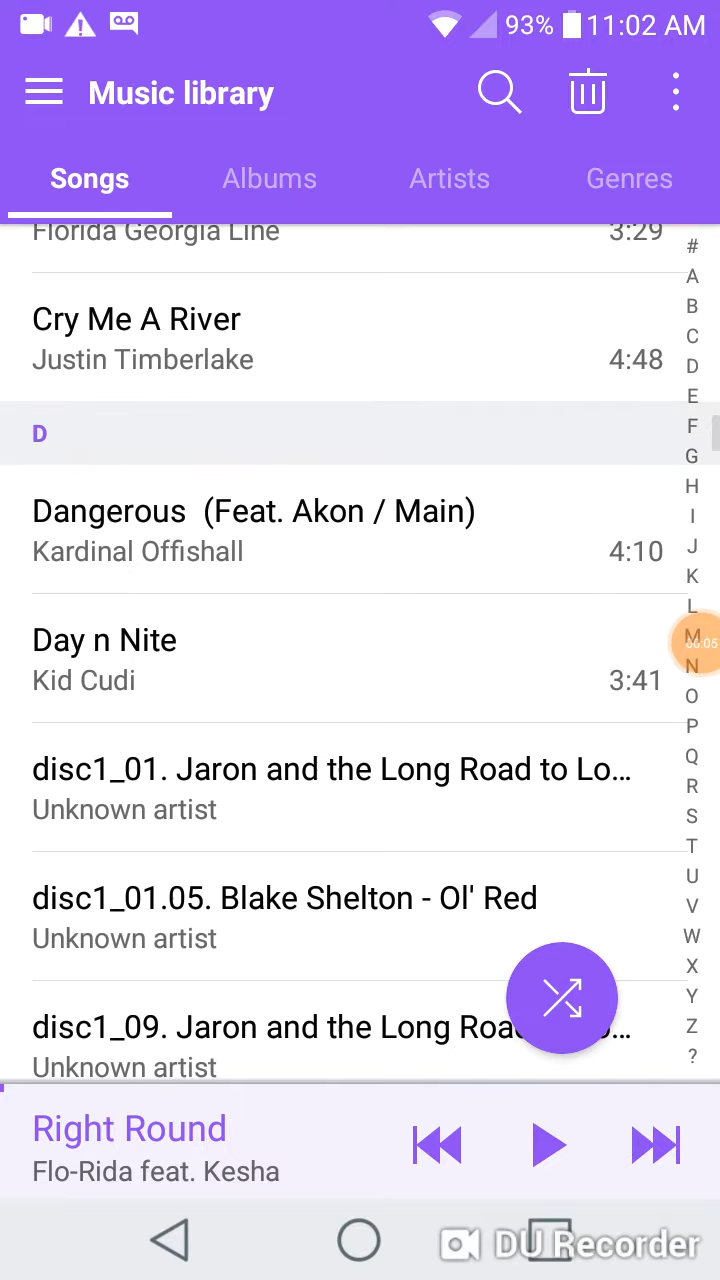 93% 11:02 AM
Music library
Songs Albums Artists Genres
Florida Georgia Line 3:29
Cry Me A River
Justin Timberlake 4:48
D
Dangerous (Feat. Akon / Main)
Kardinal Offishall 4:10
Day n Nite
Kid Cudi 3:41
disc1_01. Jaron and the Long Road to Lo...
Unknown artist
disc1_01.05. Blake Shelton - Ol' Red
Unknown artist
disc1_09. Jaron and the Long Roa
Unknown artist
#
A
B
C
D
E
F
G
H
I
J
K
L
M
06:05
N
O
P
Q
R
S
T
U
V
W
X
Y
Z
?
Right Round
Flo-Rida feat. Kesha
DU Recorder